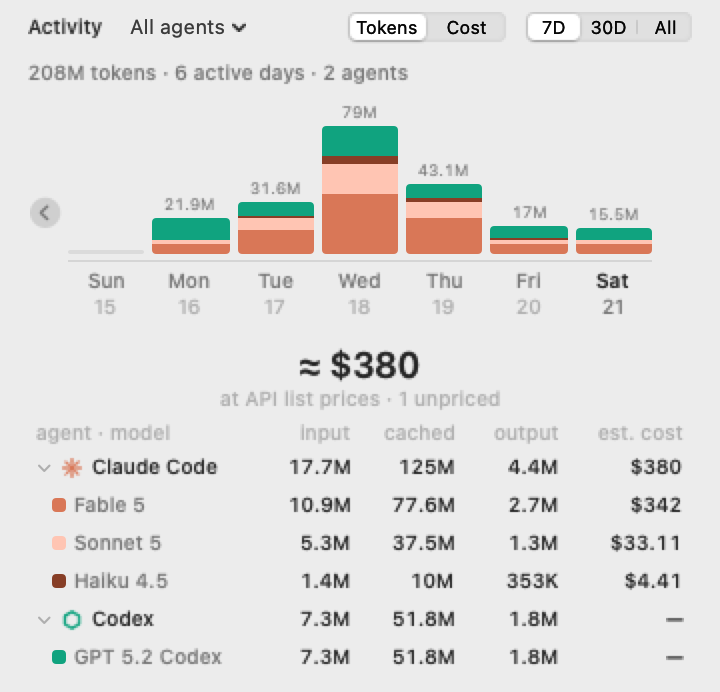 Activity All agents Tokens Cost 7D 30D All
208M tokens · 6 active days · 2 agents
79M
43.1M
31.6M
21.9M
17M
15.5M
Sun Mon Tue Wed Thu Fri Sat
15 16 17 18 19 20 21
≈ $380
at API list prices · 1 unpriced
agent · model input cached output est. cost
Claude Code 17.7M 125M 4.4M $380
Fable 5 10.9M 77.6M 2.7M $342
Sonnet 5 5.3M 37.5M 1.3M $33.11
Haiku 4.5 1.4M 10M 353K $4.41
Codex 7.3M 51.8M 1.8M —
GPT 5.2 Codex 7.3M 51.8M 1.8M —